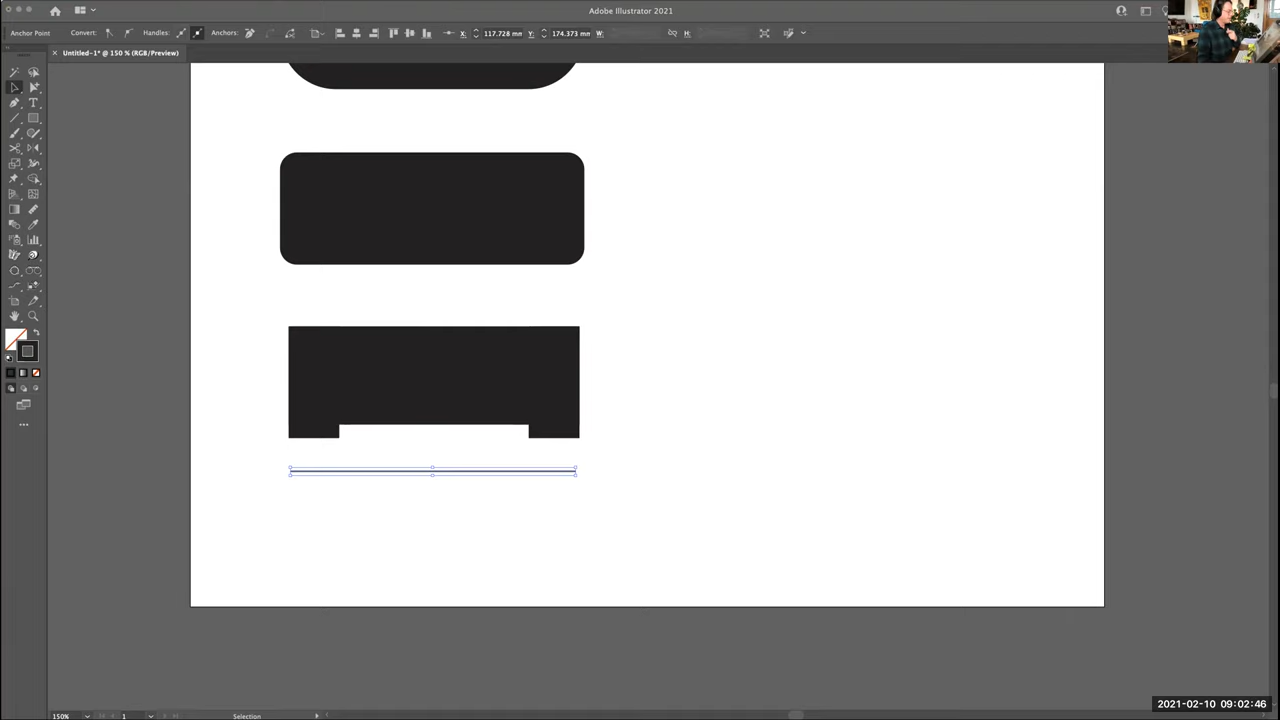 Adobe Illustrator 2021
Anchor Point Convert: Handles: Anchors: X: 117.728 mm Y: 174.373 mm W: H:
× Untitled-1* @ 150 % (RGB/Preview)
150% 1 Selection
2021-02-10 09:02:46